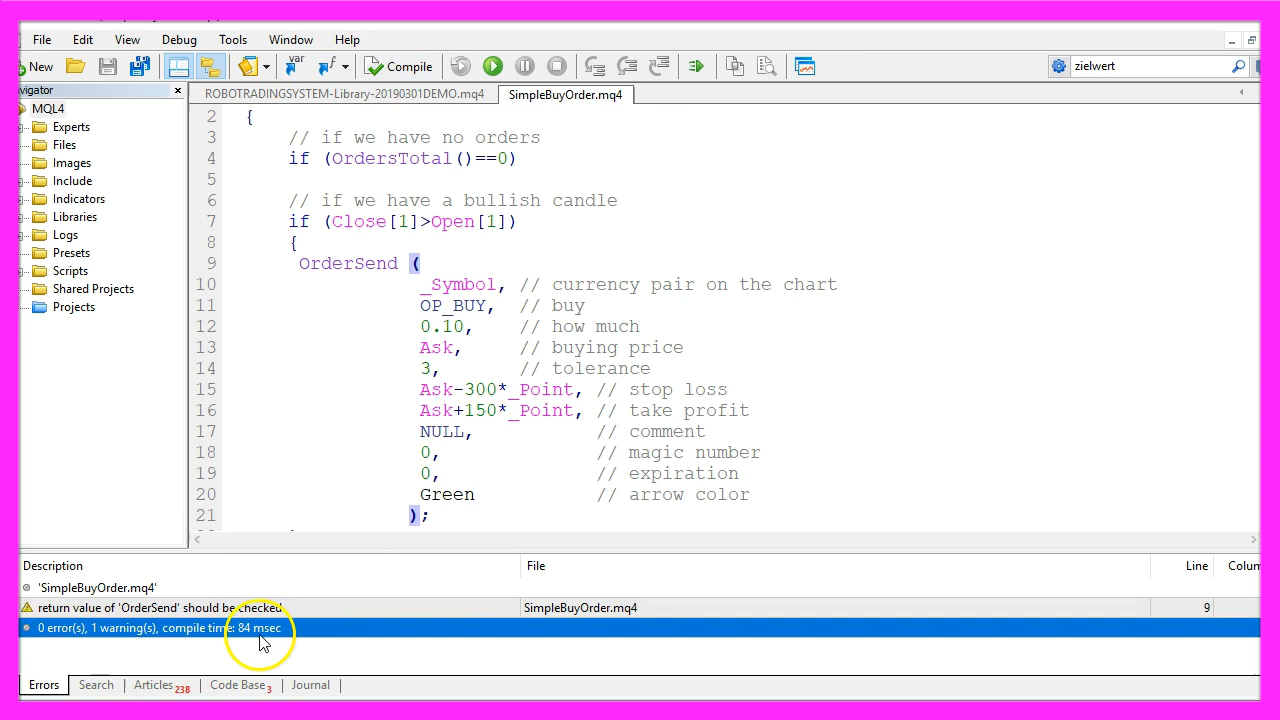 File Edit View Debug Tools Window Help
New Compile zielwert
vigator
ROBOTRADINGSYSTEM-Library-20190301DEMO.mq4 SimpleBuyOrder.mq4
MQL4
Experts
Files
Images
Include
Indicators
Libraries
Logs
Presets
Scripts
Shared Projects
Projects
2 {
3 // if we have no orders
4 if (OrdersTotal()==0)
5
6 // if we have a bullish candle
7 if (Close[1]>Open[1])
8 {
9 OrderSend (
10 _Symbol, // currency pair on the chart
11 OP_BUY, // buy
12 0.10, // how much
13 Ask, // buying price
14 3, // tolerance
15 Ask-300*_Point, // stop loss
16 Ask+150*_Point, // take profit
17 NULL, // comment
18 0, // magic number
19 0, // expiration
20 Green // arrow color
21 );
Description File Line Colum
'SimpleBuyOrder.mq4'
return value of 'OrderSend' should be checked SimpleBuyOrder.mq4 9
0 error(s), 1 warning(s), compile time: 84 msec
Errors Search Articles 238 Code Base 3 Journal